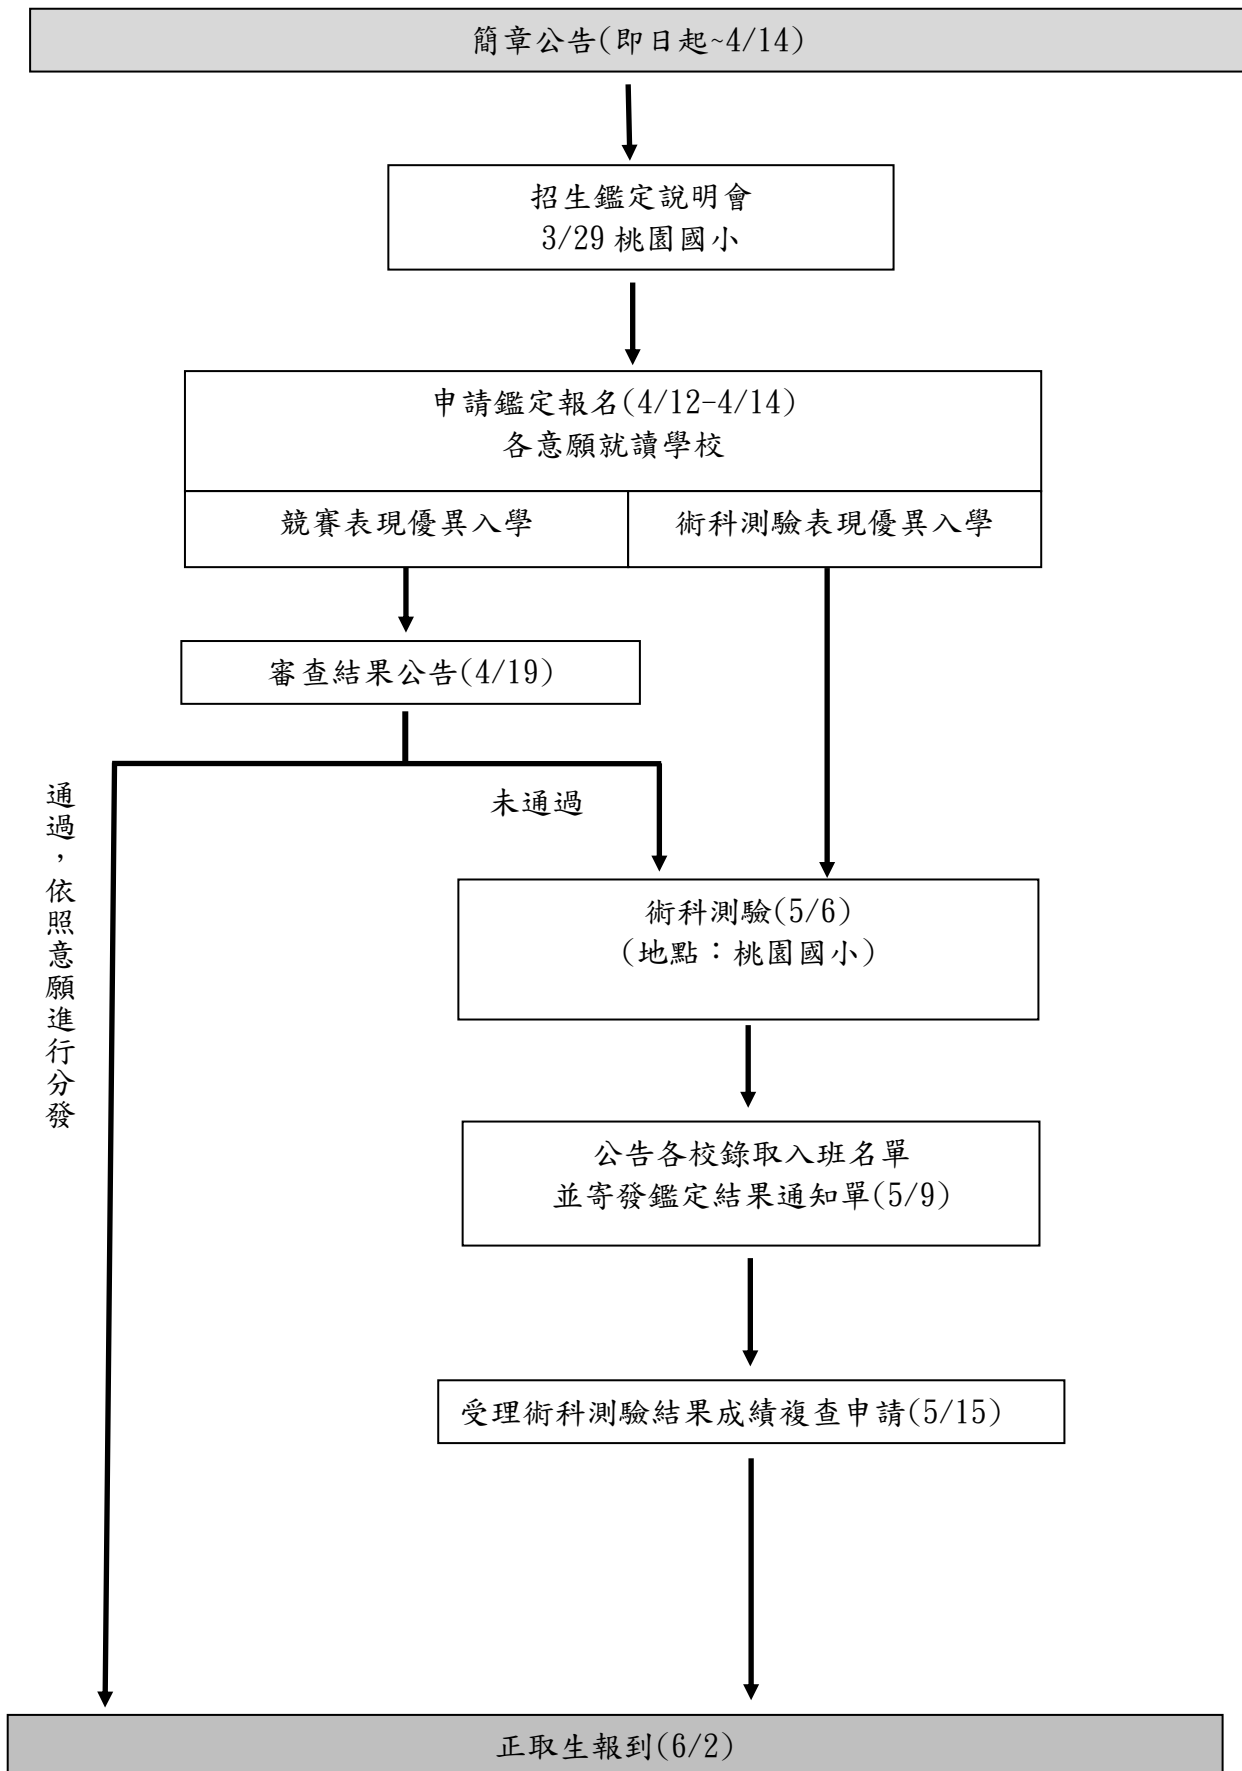 簡章公告(即日起~4/14)
招生鑑定說明會
3/29 桃園國小
申請鑑定報名(4/12-4/14)
各意願就讀學校
競賽表現優異入學
術科測驗表現優異入學
審查結果公告(4/19)
通過，依照意願進行分發
未通過
術科測驗(5/6)
(地點：桃園國小)
公告各校錄取入班名單
並寄發鑑定結果通知單(5/9)
受理術科測驗結果成績複查申請(5/15)
正取生報到(6/2)